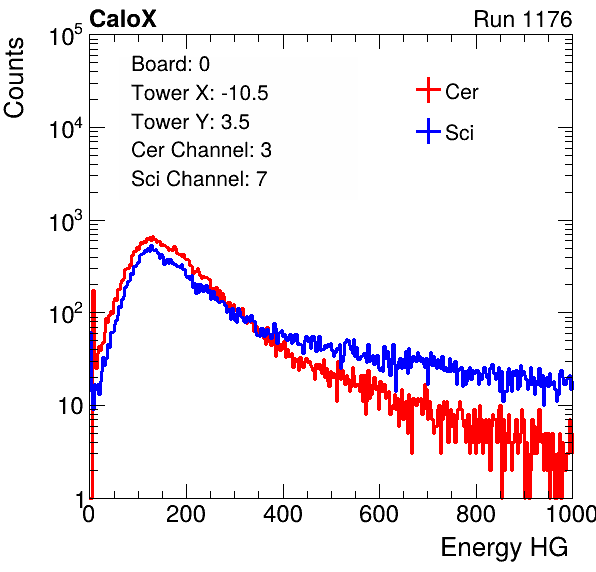 CaloX Run 1176
Counts
10^5
10^4
10^3
10^2
10
1
Board: 0
Tower X: -10.5
Tower Y: 3.5
Cer Channel: 3
Sci Channel: 7
Cer
Sci
0 200 400 600 800 1000
Energy HG